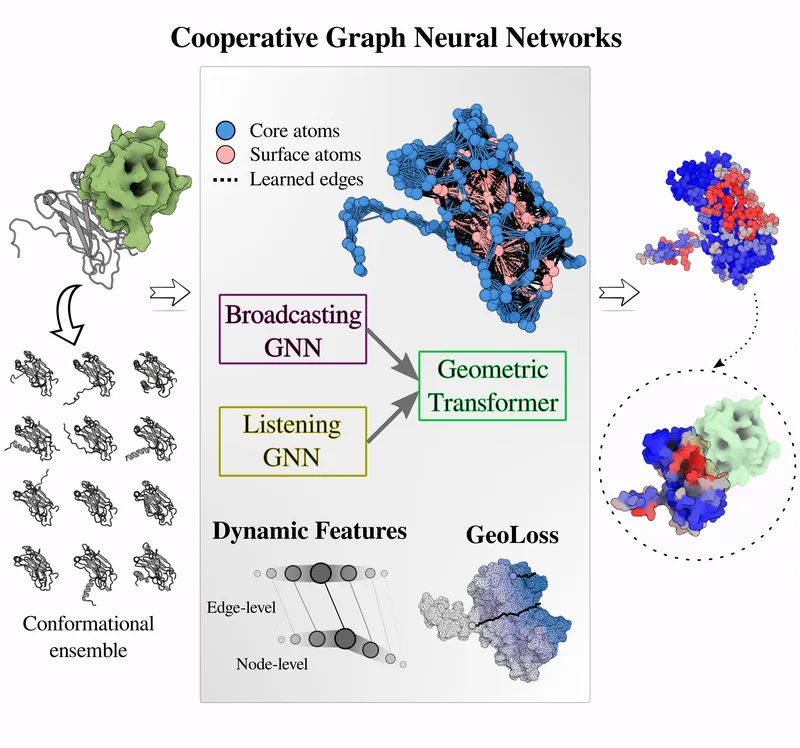 Cooperative Graph Neural Networks
Core atoms
Surface atoms
Learned edges
Broadcasting
GNN
Listening
GNN
Geometric
Transformer
Dynamic Features
Edge-level
Node-level
GeoLoss
Conformational
ensemble